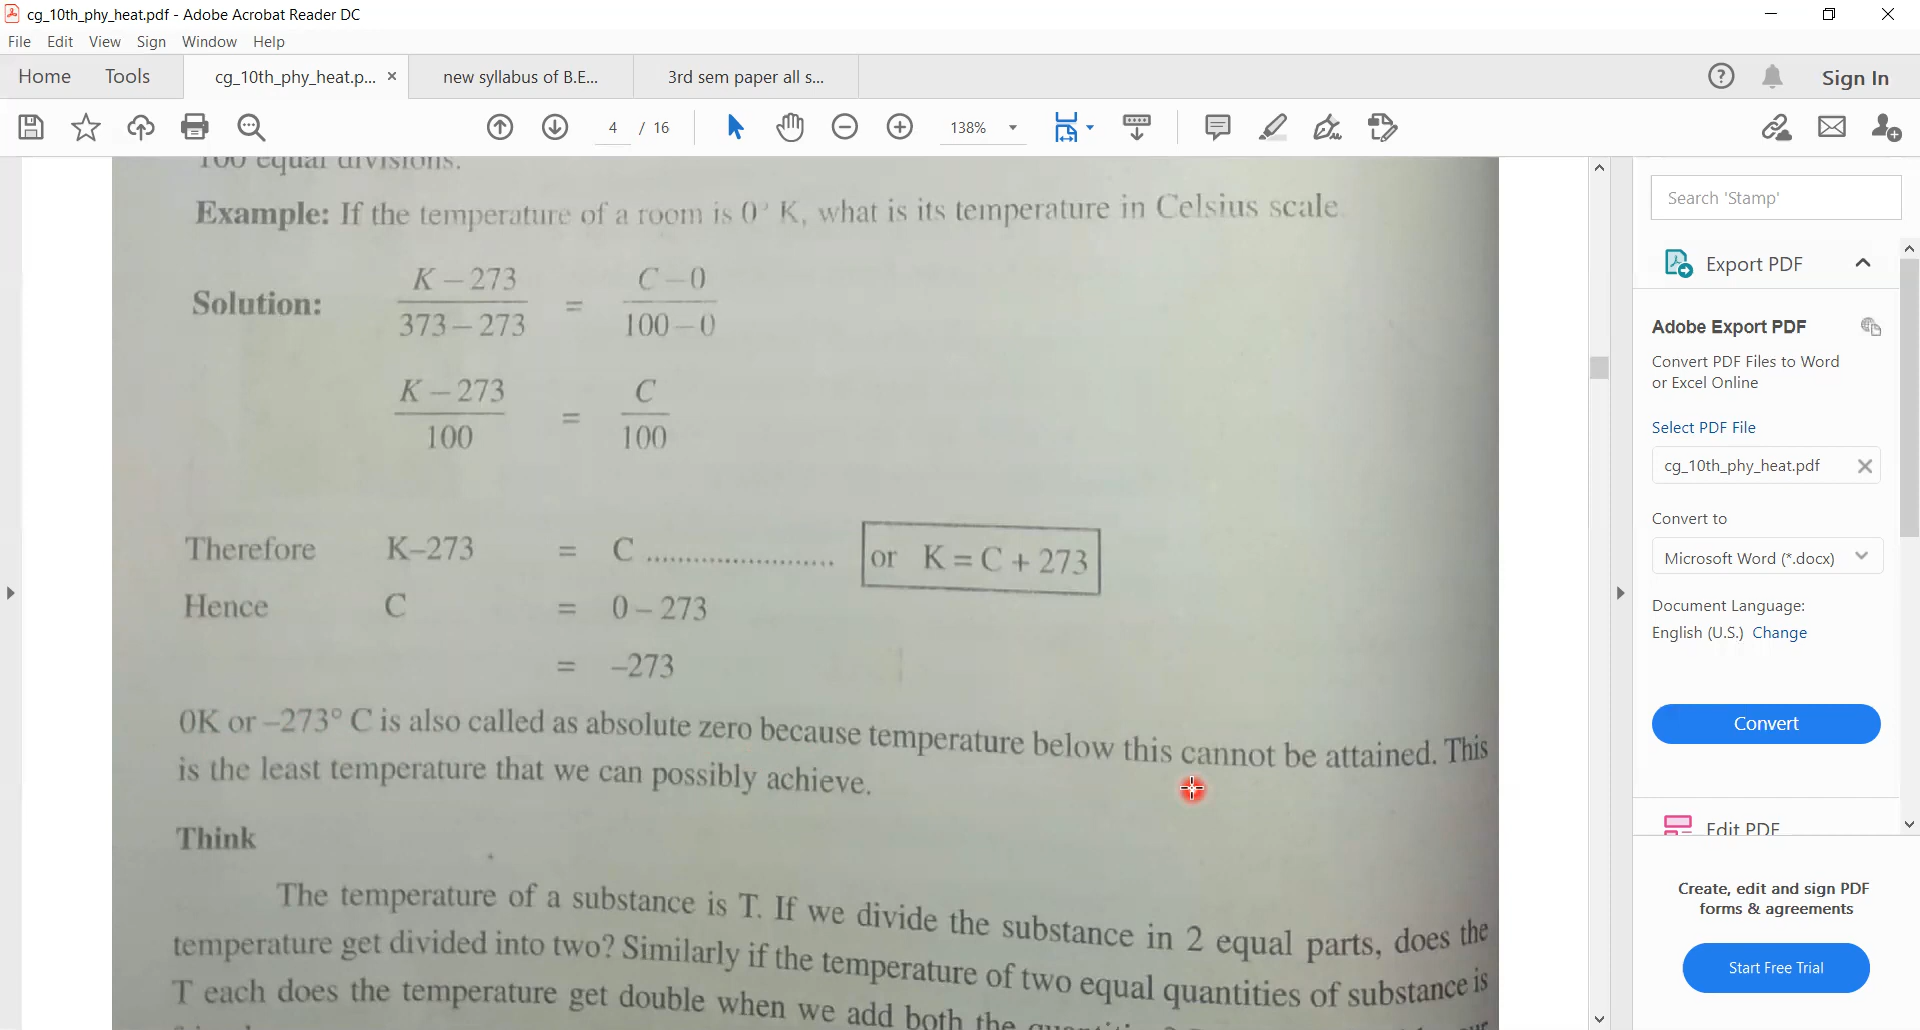 cg_10th_phy_heat.pdf - Adobe Acrobat Reader DC
File Edit View Sign Window Help
Home Tools cg_10th_phy_heat.p... × new syllabus of B.E... 3rd sem paper all s... Sign In
4 / 16 138%
100 equal divisions.
Example: If the temperature of a room is 0° K, what is its temperature in Celsius scale.
Solution: K – 273 / 373 – 273 = C – 0 / 100 – 0
K – 273 / 100 = C / 100
Therefore K–273 = C ........................ or K = C + 273
Hence C = 0 – 273
= –273
0K or –273° C is also called as absolute zero because temperature below this cannot be attained. This
is the least temperature that we can possibly achieve.
Think
The temperature of a substance is T. If we divide the substance in 2 equal parts, does the
temperature get divided into two? Similarly if the temperature of two equal quantities of substance is
T each does the temperature get double when we add both the
Search 'Stamp'
Export PDF
Adobe Export PDF
Convert PDF Files to Word
or Excel Online
Select PDF File
cg_10th_phy_heat.pdf
Convert to
Microsoft Word (*.docx)
Document Language:
English (U.S.) Change
Convert
Edit PDF
Create, edit and sign PDF
forms & agreements
Start Free Trial